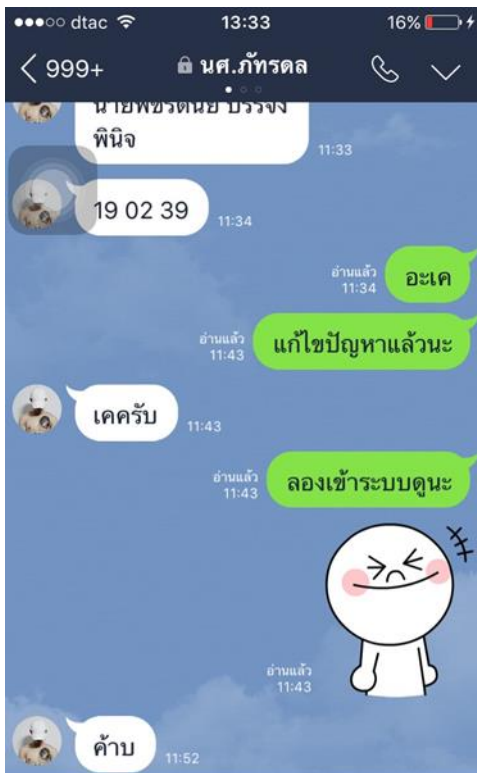 dtac 13:33 16%
999+ นศ.ภัทรดล
พินิจ
11:33
19 02 39
11:34
อ่านแล้ว
11:34
อะเค
อ่านแล้ว
11:43
แก้ไขปัญหาแล้วนะ
เคครับ
11:43
อ่านแล้ว
11:43
ลองเข้าระบบดูนะ
อ่านแล้ว
11:43
ค้าบ
11:52